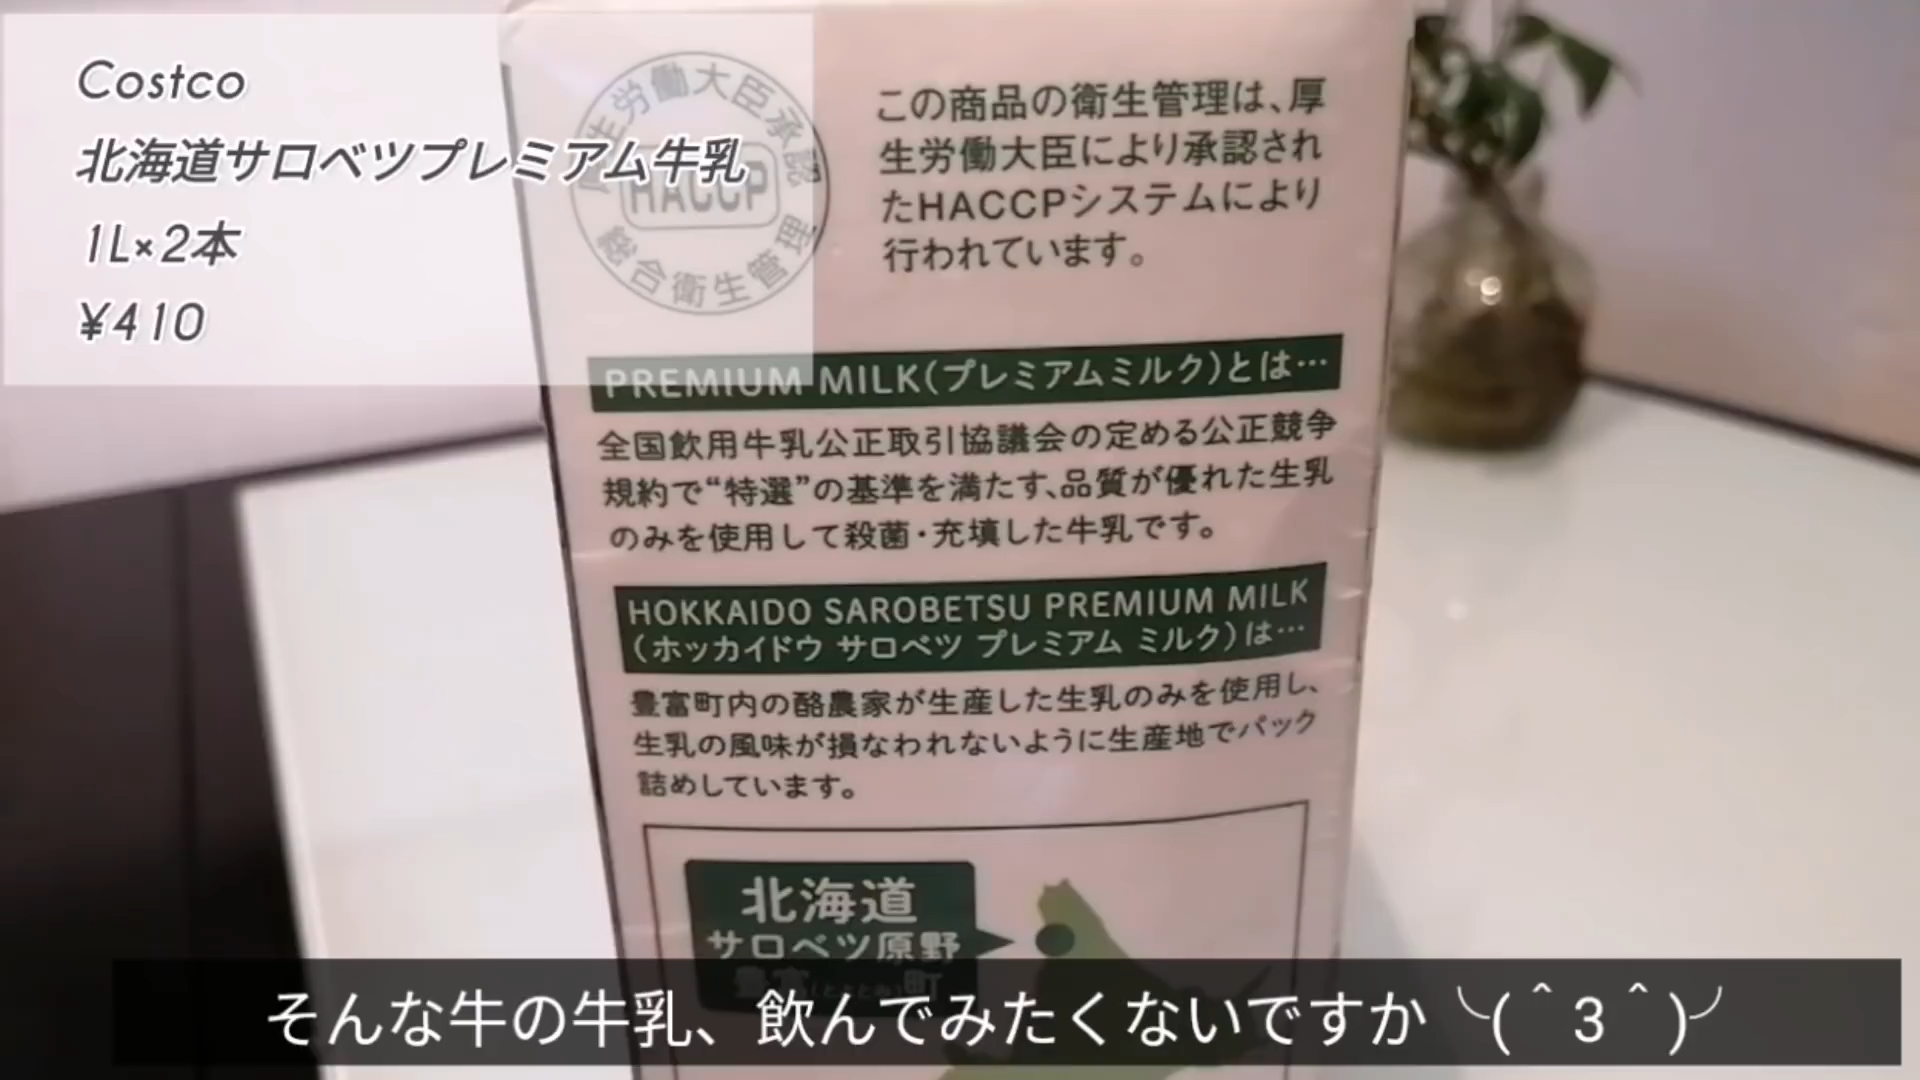 Costco
北海道サロベツプレミアム牛乳
1L×2本
¥410
生労働大臣承認
HACCP
総合衛生管理
この商品の衛生管理は、厚
生労働大臣により承認され
たHACCPシステムにより
行われています。
PREMIUM MILK(プレミアムミルク)とは…
全国飲用牛乳公正取引協議会の定める公正競争
規約で“特選”の基準を満たす、品質が優れた生乳
のみを使用して殺菌・充填した牛乳です。
HOKKAIDO SAROBETSU PREMIUM MILK
(ホッカイドウ サロベツ プレミアム ミルク)は…
豊富町内の酪農家が生産した生乳のみを使用し、
生乳の風味が損なわれないように生産地でパック
詰めしています。
北海道
サロベツ原野
豊富(とよとみ)町
そんな牛の牛乳、飲んでみたくないですか╰(＾３＾)╯